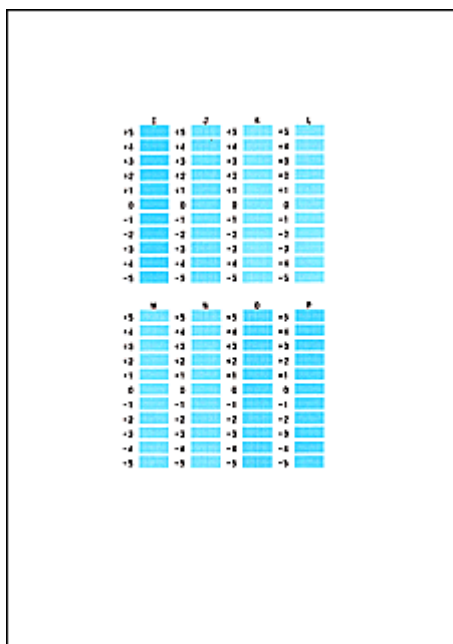 I J K L
+5 +5 +5 +5
+4 +4 +4 +4
+3 +3 +3 +3
+2 +2 +2 +2
+1 +1 +1 +1
0 0 0 0
-1 -1 -1 -1
-2 -2 -2 -2
-3 -3 -3 -3
-4 -4 -4 -4
-5 -5 -5 -5
M N O P
+5 +5 +5 +5
+4 +4 +4 +4
+3 +3 +3 +3
+2 +2 +2 +2
+1 +1 +1 +1
0 0 0 0
-1 -1 -1 -1
-2 -2 -2 -2
-3 -3 -3 -3
-4 -4 -4 -4
-5 -5 -5 -5